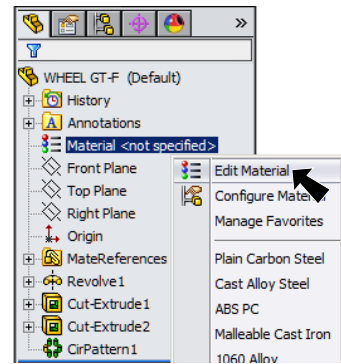 »
WHEEL GT-F (Default)
History
Annotations
Material <not specified>
Front Plane
Top Plane
Right Plane
Origin
MateReferences
Revolve1
Cut-Extrude1
Cut-Extrude2
CirPattern1
Edit Material
Configure Material
Manage Favorites
Plain Carbon Steel
Cast Alloy Steel
ABS PC
Malleable Cast Iron
1060 Alloy